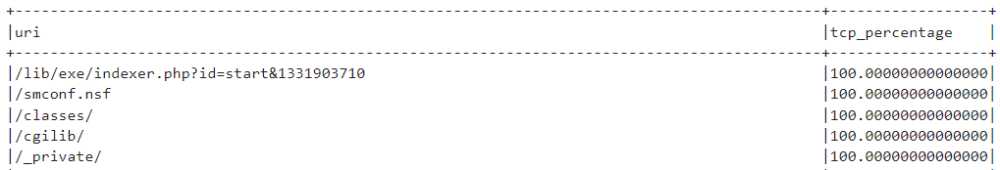 +----------------------------------------------------------------------------------+-----------------+
|uri |tcp_percentage |
+----------------------------------------------------------------------------------+-----------------+
|/lib/exe/indexer.php?id=start&1331903710 |100.00000000000000|
|/smconf.nsf |100.00000000000000|
|/classes/ |100.00000000000000|
|/cgilib/ |100.00000000000000|
|/_private/ |100.00000000000000|